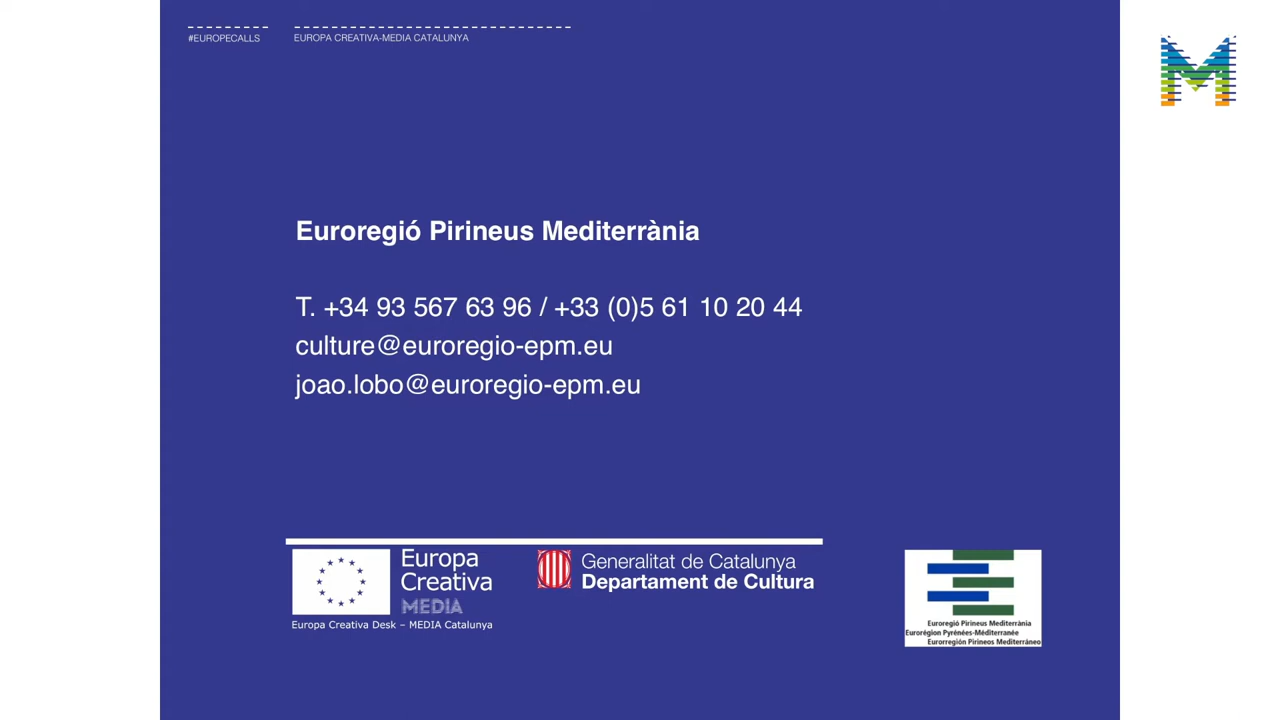 #EUROPECALLS
EUROPA CREATIVA-MEDIA CATALUNYA
M
Euroregió Pirineus Mediterrània
T. +34 93 567 63 96 / +33 (0)5 61 10 20 44
culture@euroregio-epm.eu
joao.lobo@euroregio-epm.eu
Europa
Creativa
MEDIA
Europa Creativa Desk – MEDIA Catalunya
Generalitat de Catalunya
Departament de Cultura
Euroregió Pirineus Mediterrània
Eurorégion Pyrénées-Méditerranée
Eurorregión Pirineos Mediterráneo